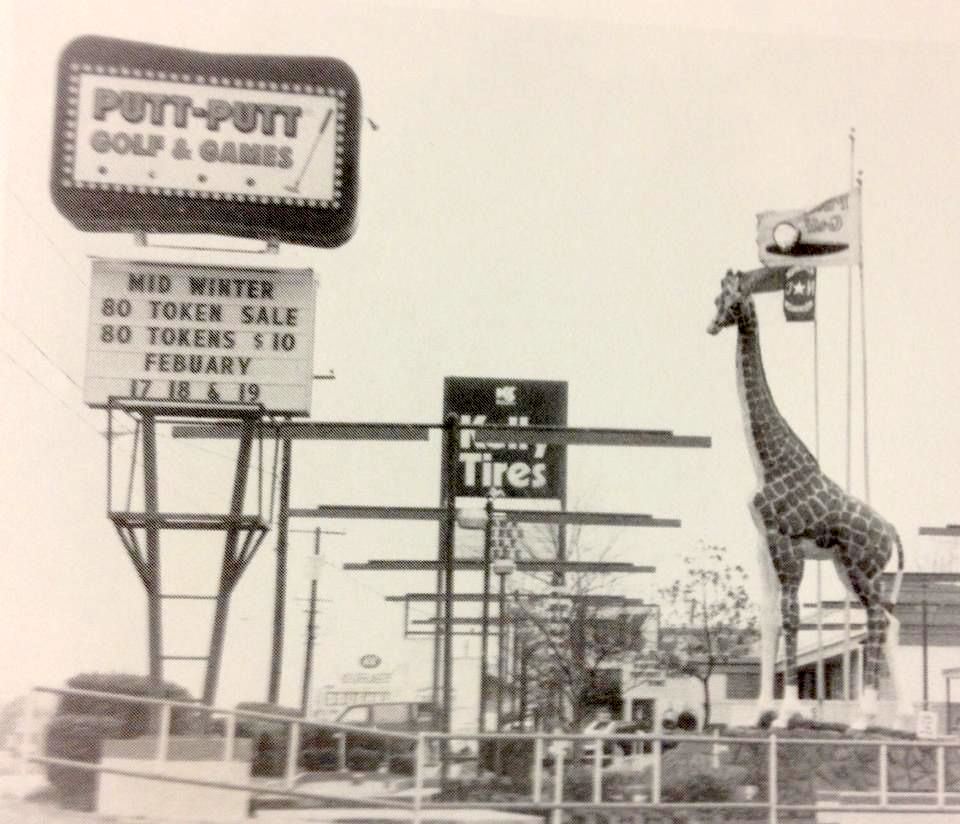 PUTT-PUTT
GOLF & GAMES
MID WINTER
80 TOKEN SALE
80 TOKENS $10
FEBUARY
17 18 & 19
Kelly
Tires